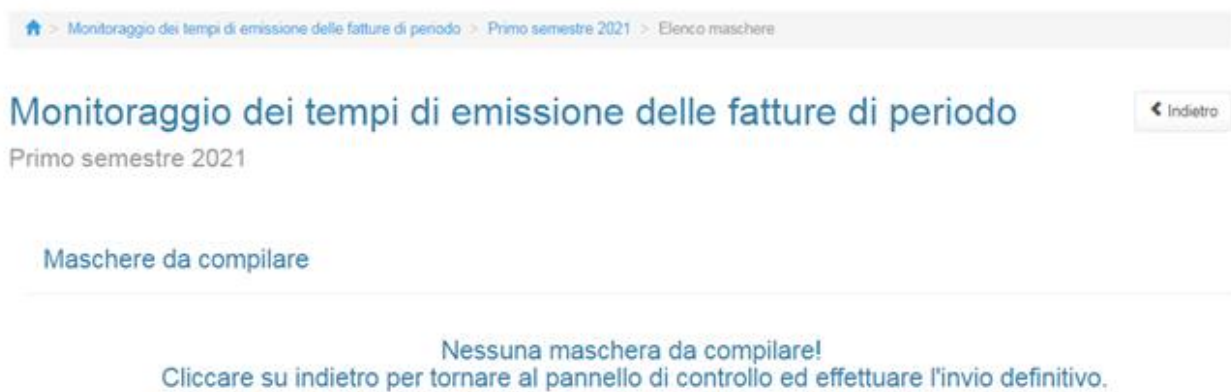 > Monitoraggio dei tempi di emissione delle fatture di periodo > Primo semestre 2021 > Elenco maschere
Monitoraggio dei tempi di emissione delle fatture di periodo
Indietro
Primo semestre 2021
Maschere da compilare
Nessuna maschera da compilare!
Cliccare su indietro per tornare al pannello di controllo ed effettuare l'invio definitivo.